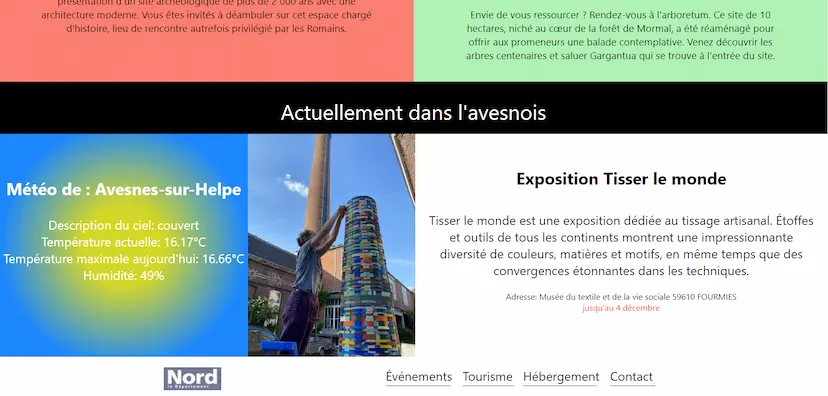 présentation d'un site archéologique de plus de 2 000 ans avec une
architecture moderne. Vous êtes invités à déambuler sur cet espace chargé
d'histoire, lieu de rencontre autrefois privilégié par les Romains.
Envie de vous ressourcer ? Rendez-vous à l'arboretum. Ce site de 10
hectares, niché au cœur de la forêt de Mormal, a été réaménagé pour
offrir aux promeneurs une balade contemplative. Venez découvrir les
arbres centenaires et saluer Gargantua qui se trouve à l'entrée du site.
Actuellement dans l'avesnois
Météo de : Avesnes-sur-Helpe
Description du ciel: couvert
Température actuelle: 16.17°C
Température maximale aujourd'hui: 16.66°C
Humidité: 49%
Exposition Tisser le monde
Tisser le monde est une exposition dédiée au tissage artisanal. Étoffes
et outils de tous les continents montrent une impressionnante
diversité de couleurs, matières et motifs, en même temps que des
convergences étonnantes dans les techniques.
Adresse: Musée du textile et de la vie sociale 59610 FOURMIES
jusqu'au 4 décembre
Nord
le Département
Événements Tourisme Hébergement Contact